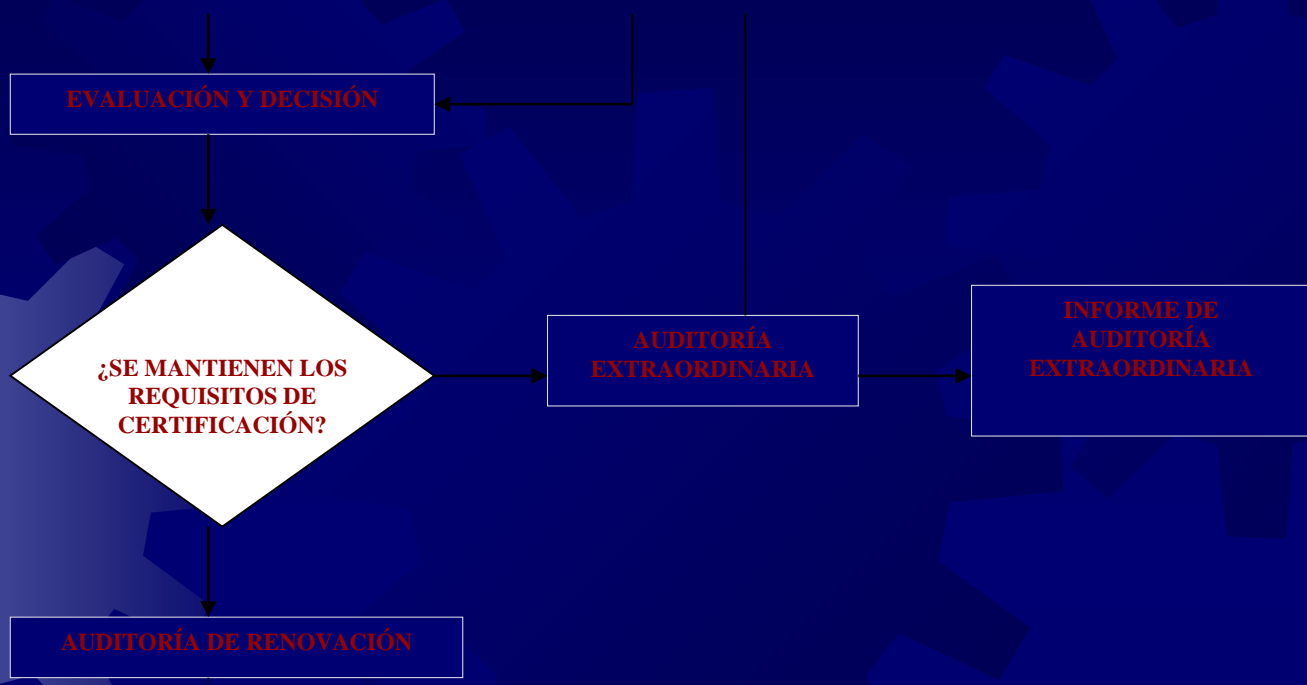 EVALUACIÓN Y DECISIÓN
¿SE MANTIENEN LOS
REQUISITOS DE
CERTIFICACIÓN?
AUDITORÍA
EXTRAORDINARIA
INFORME DE
AUDITORÍA
EXTRAORDINARIA
AUDITORÍA DE RENOVACIÓN